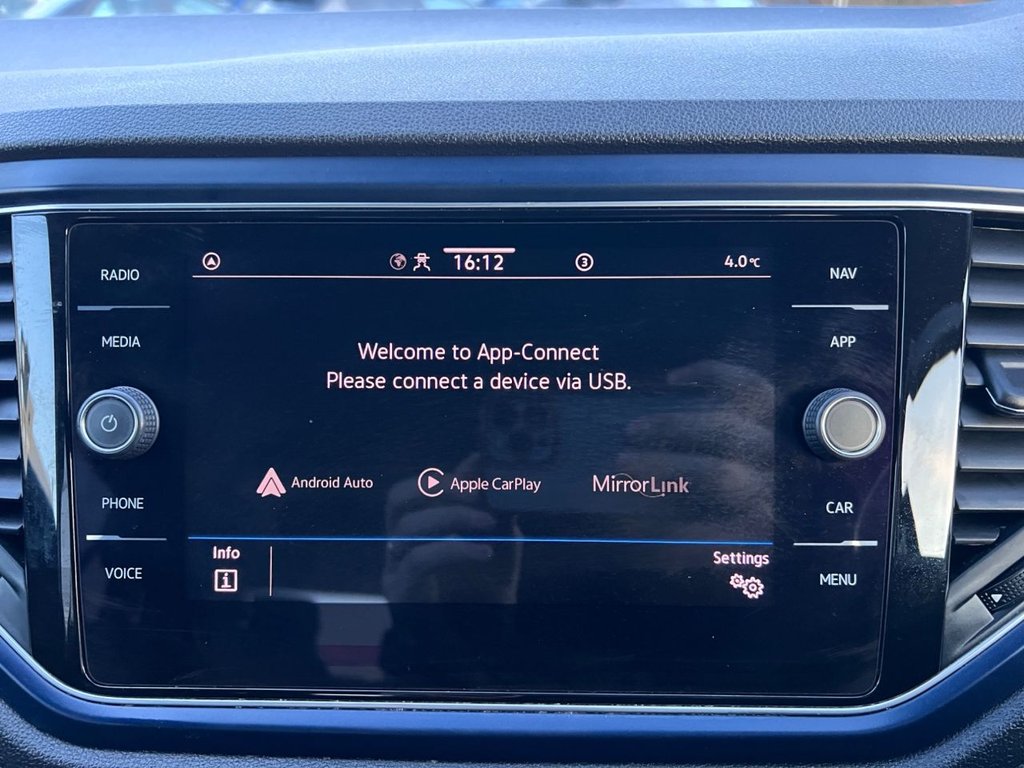 RADIO
MEDIA
PHONE
VOICE
16:12
3
4.0°C
Welcome to App-Connect
Please connect a device via USB.
Android Auto
Apple CarPlay
MirrorLink
Info
i
Settings
NAV
APP
CAR
MENU